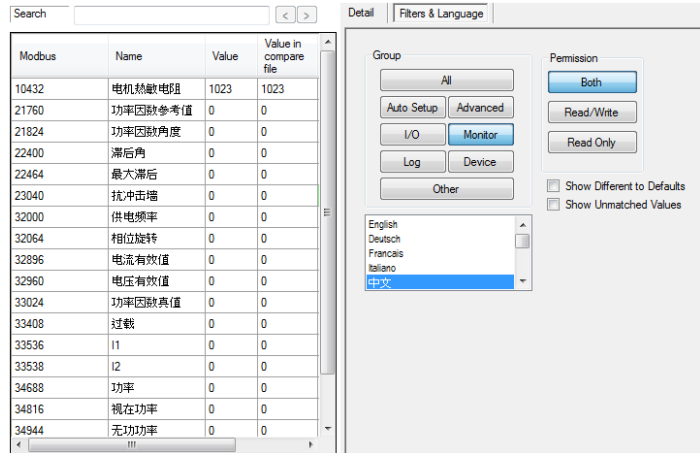 Search < >
Modbus Name Value Value in compare file
10432 电机热敏电阻 1023 1023
21760 功率因数参考值 0 0
21824 功率因数角度 0 0
22400 滞后角 0 0
22464 最大滞后 0 0
23040 抗冲击墙 0 0
32000 供电频率 0 0
32064 相位旋转 0 0
32896 电流有效值 0 0
32960 电压有效值 0 0
33024 功率因数真值 0 0
33408 过载 0 0
33536 I1 0 0
33538 I2 0 0
34688 功率 0 0
34816 视在功率 0 0
34944 无功功率 0 0
Detail Filters & Language
Group
All
Auto Setup Advanced
I/O Monitor
Log Device
Other
Permission
Both
Read/Write
Read Only
Show Different to Defaults
Show Unmatched Values
English
Deutsch
Francais
Italiano
中文